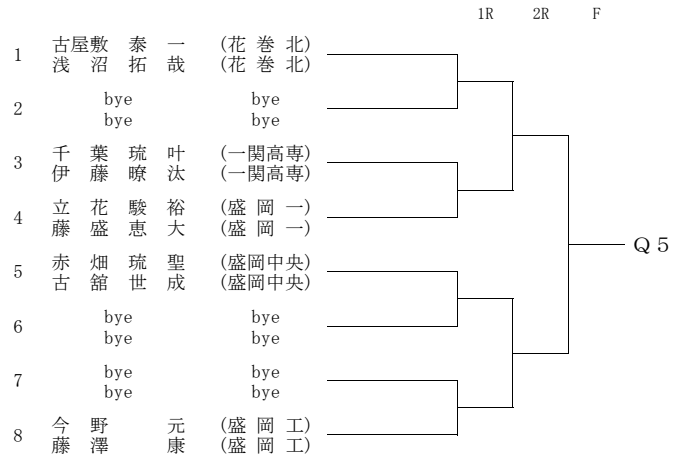 1R 2R F
1 古屋敷 泰 一 (花 巻 北)
浅 沼 拓 哉 (花 巻 北)
2 bye bye
bye bye
3 千 葉 琉 叶 (一関高専)
伊 藤 暸 汰 (一関高専)
4 立 花 駿 裕 (盛 岡 一)
藤 盛 恵 大 (盛 岡 一)
5 赤 畑 琉 聖 (盛岡中央)
古 舘 世 成 (盛岡中央)
6 bye bye
bye bye
7 bye bye
bye bye
8 今 野 元 (盛 岡 工)
藤 澤 康 (盛 岡 工)
Q5